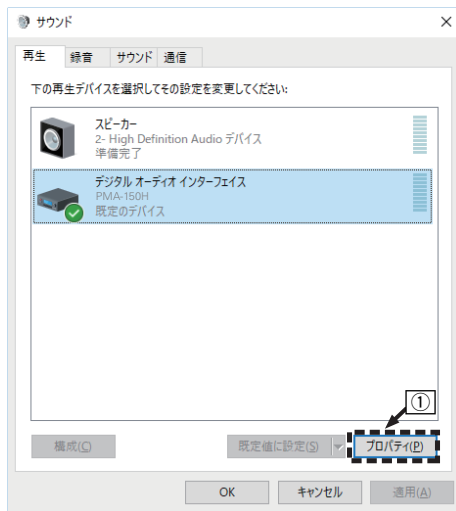 サウンド
再生 録音 サウンド 通信
下の再生デバイスを選択してその設定を変更してください:
スピーカー
2- High Definition Audio デバイス
準備完了
デジタル オーディオ インターフェイス
PMA-150H
既定のデバイス
①
構成(C) 既定値に設定(S) プロパティ(P)
OK キャンセル 適用(A)